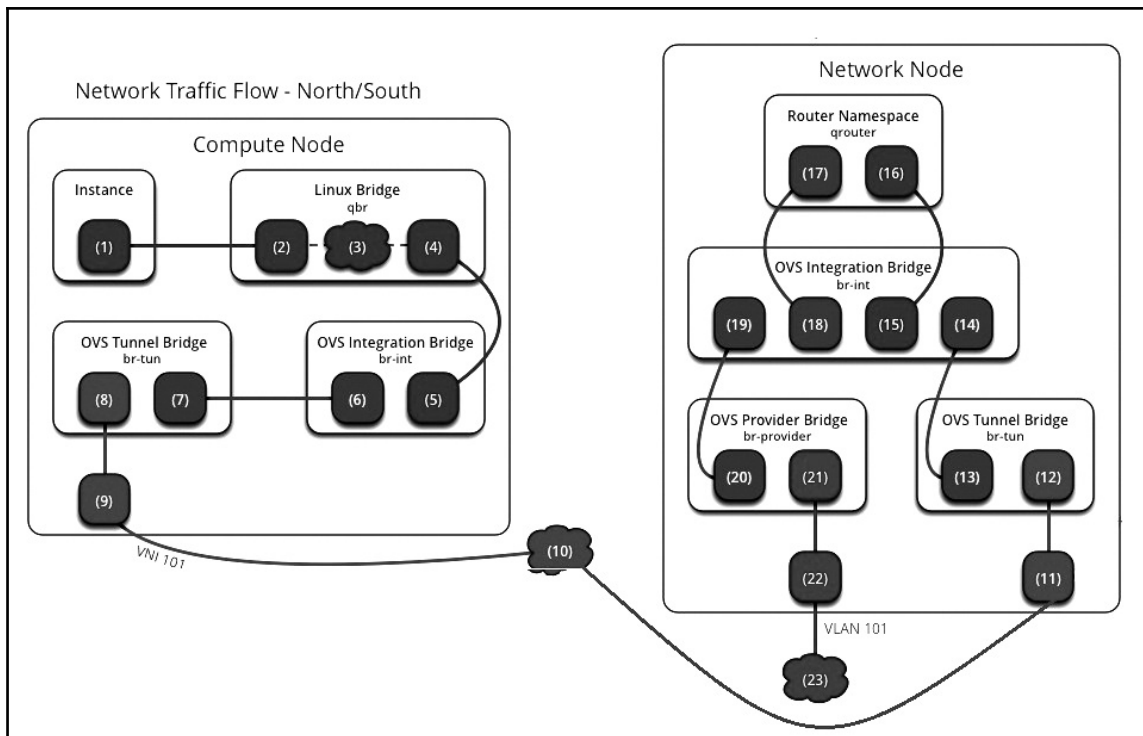 Network Traffic Flow - North/South
Compute Node
Instance
(1)
Linux Bridge
qbr
(2)
(3)
(4)
OVS Tunnel Bridge
br-tun
(8)
(7)
OVS Integration Bridge
br-int
(6)
(5)
(9)
VNI 101
(10)
Network Node
Router Namespace
qrouter
(17)
(16)
OVS Integration Bridge
br-int
(19)
(18)
(15)
(14)
OVS Provider Bridge
br-provider
(20)
(21)
OVS Tunnel Bridge
br-tun
(13)
(12)
(22)
(11)
VLAN 101
(23)